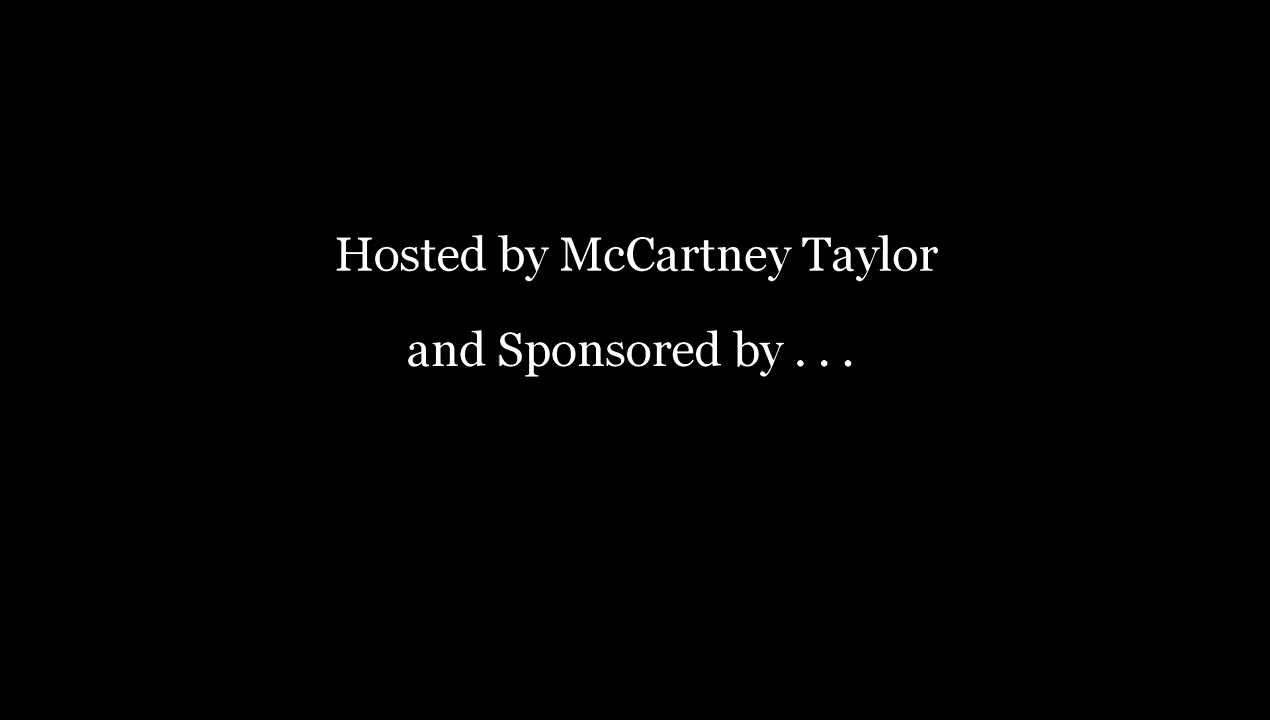 Hosted by McCartney Taylor
and Sponsored by . . .